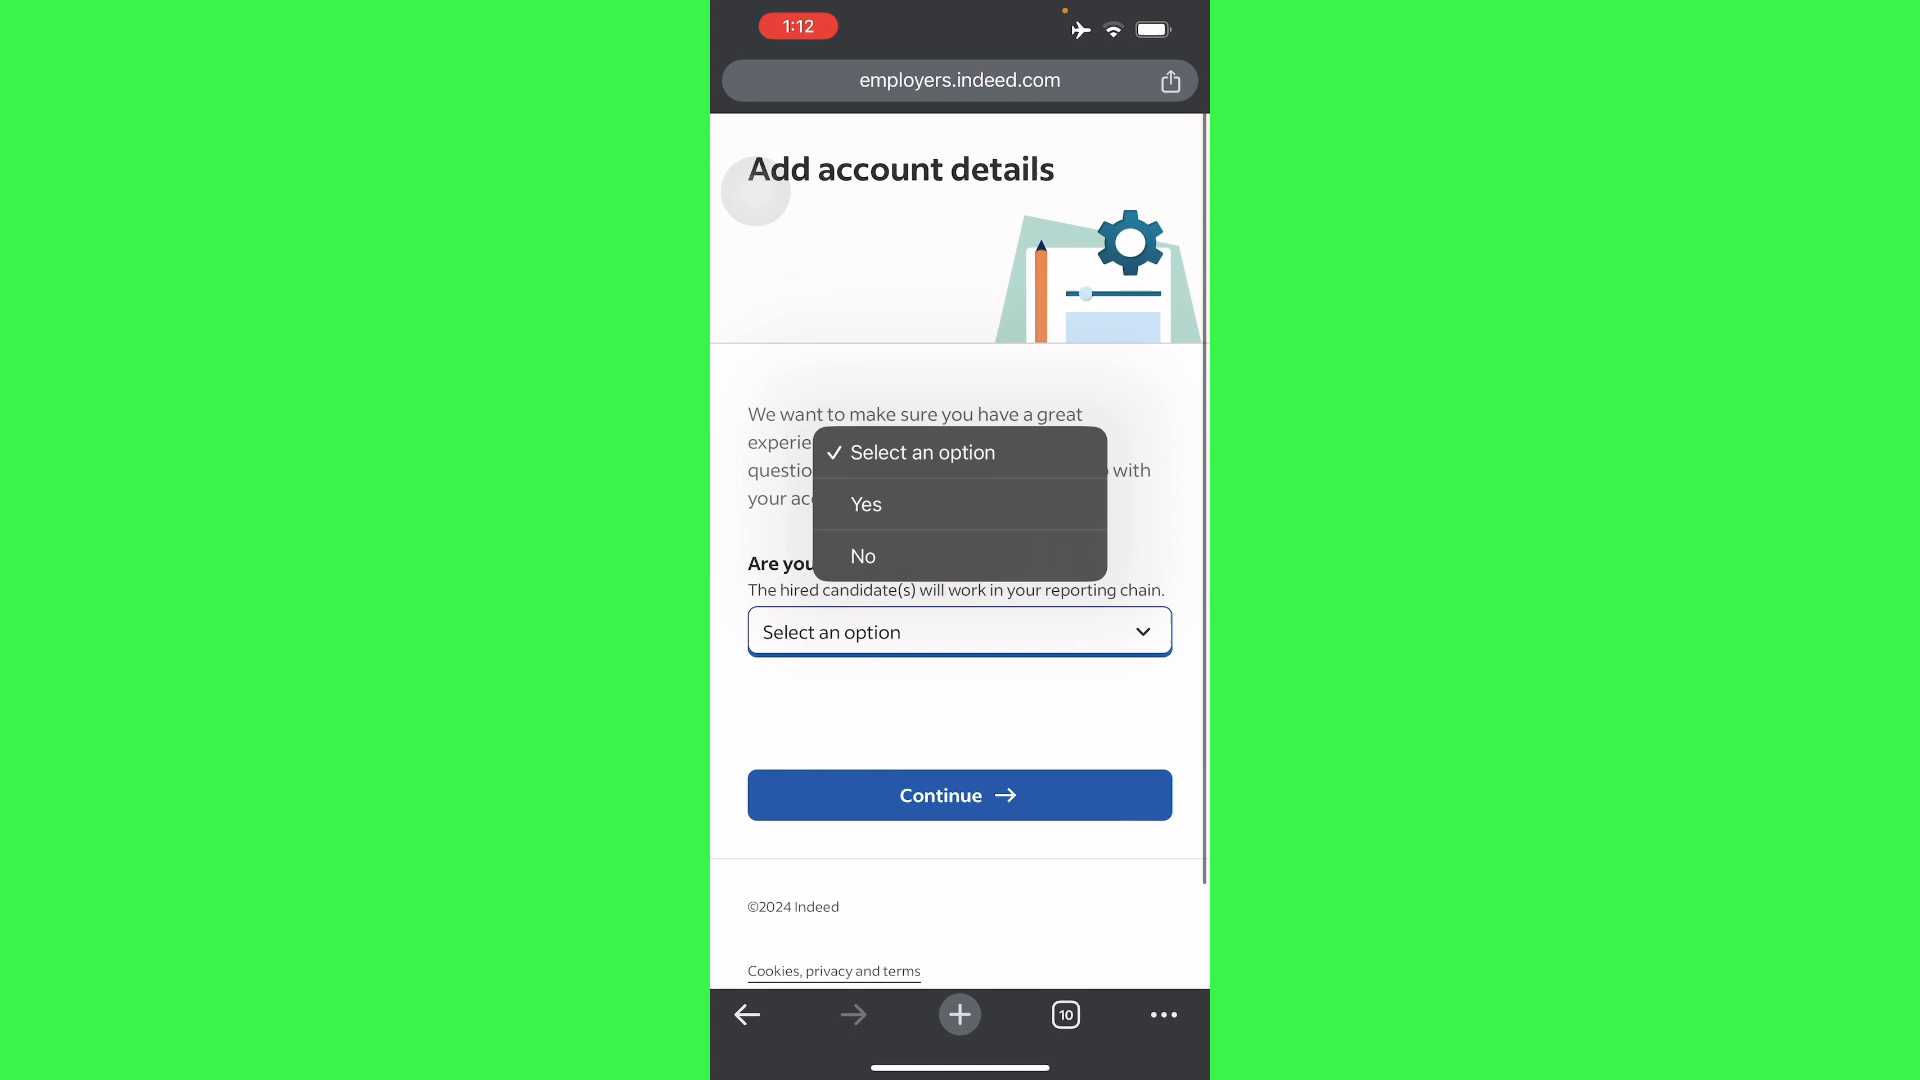 1:12
employers.indeed.com
Add account details
We want to make sure you have a great
experie
questio
with
your acc
Select an option
Yes
No
Are you
The hired candidate(s) will work in your reporting chain.
Select an option
Continue
©2024 Indeed
Cookies, privacy and terms
10